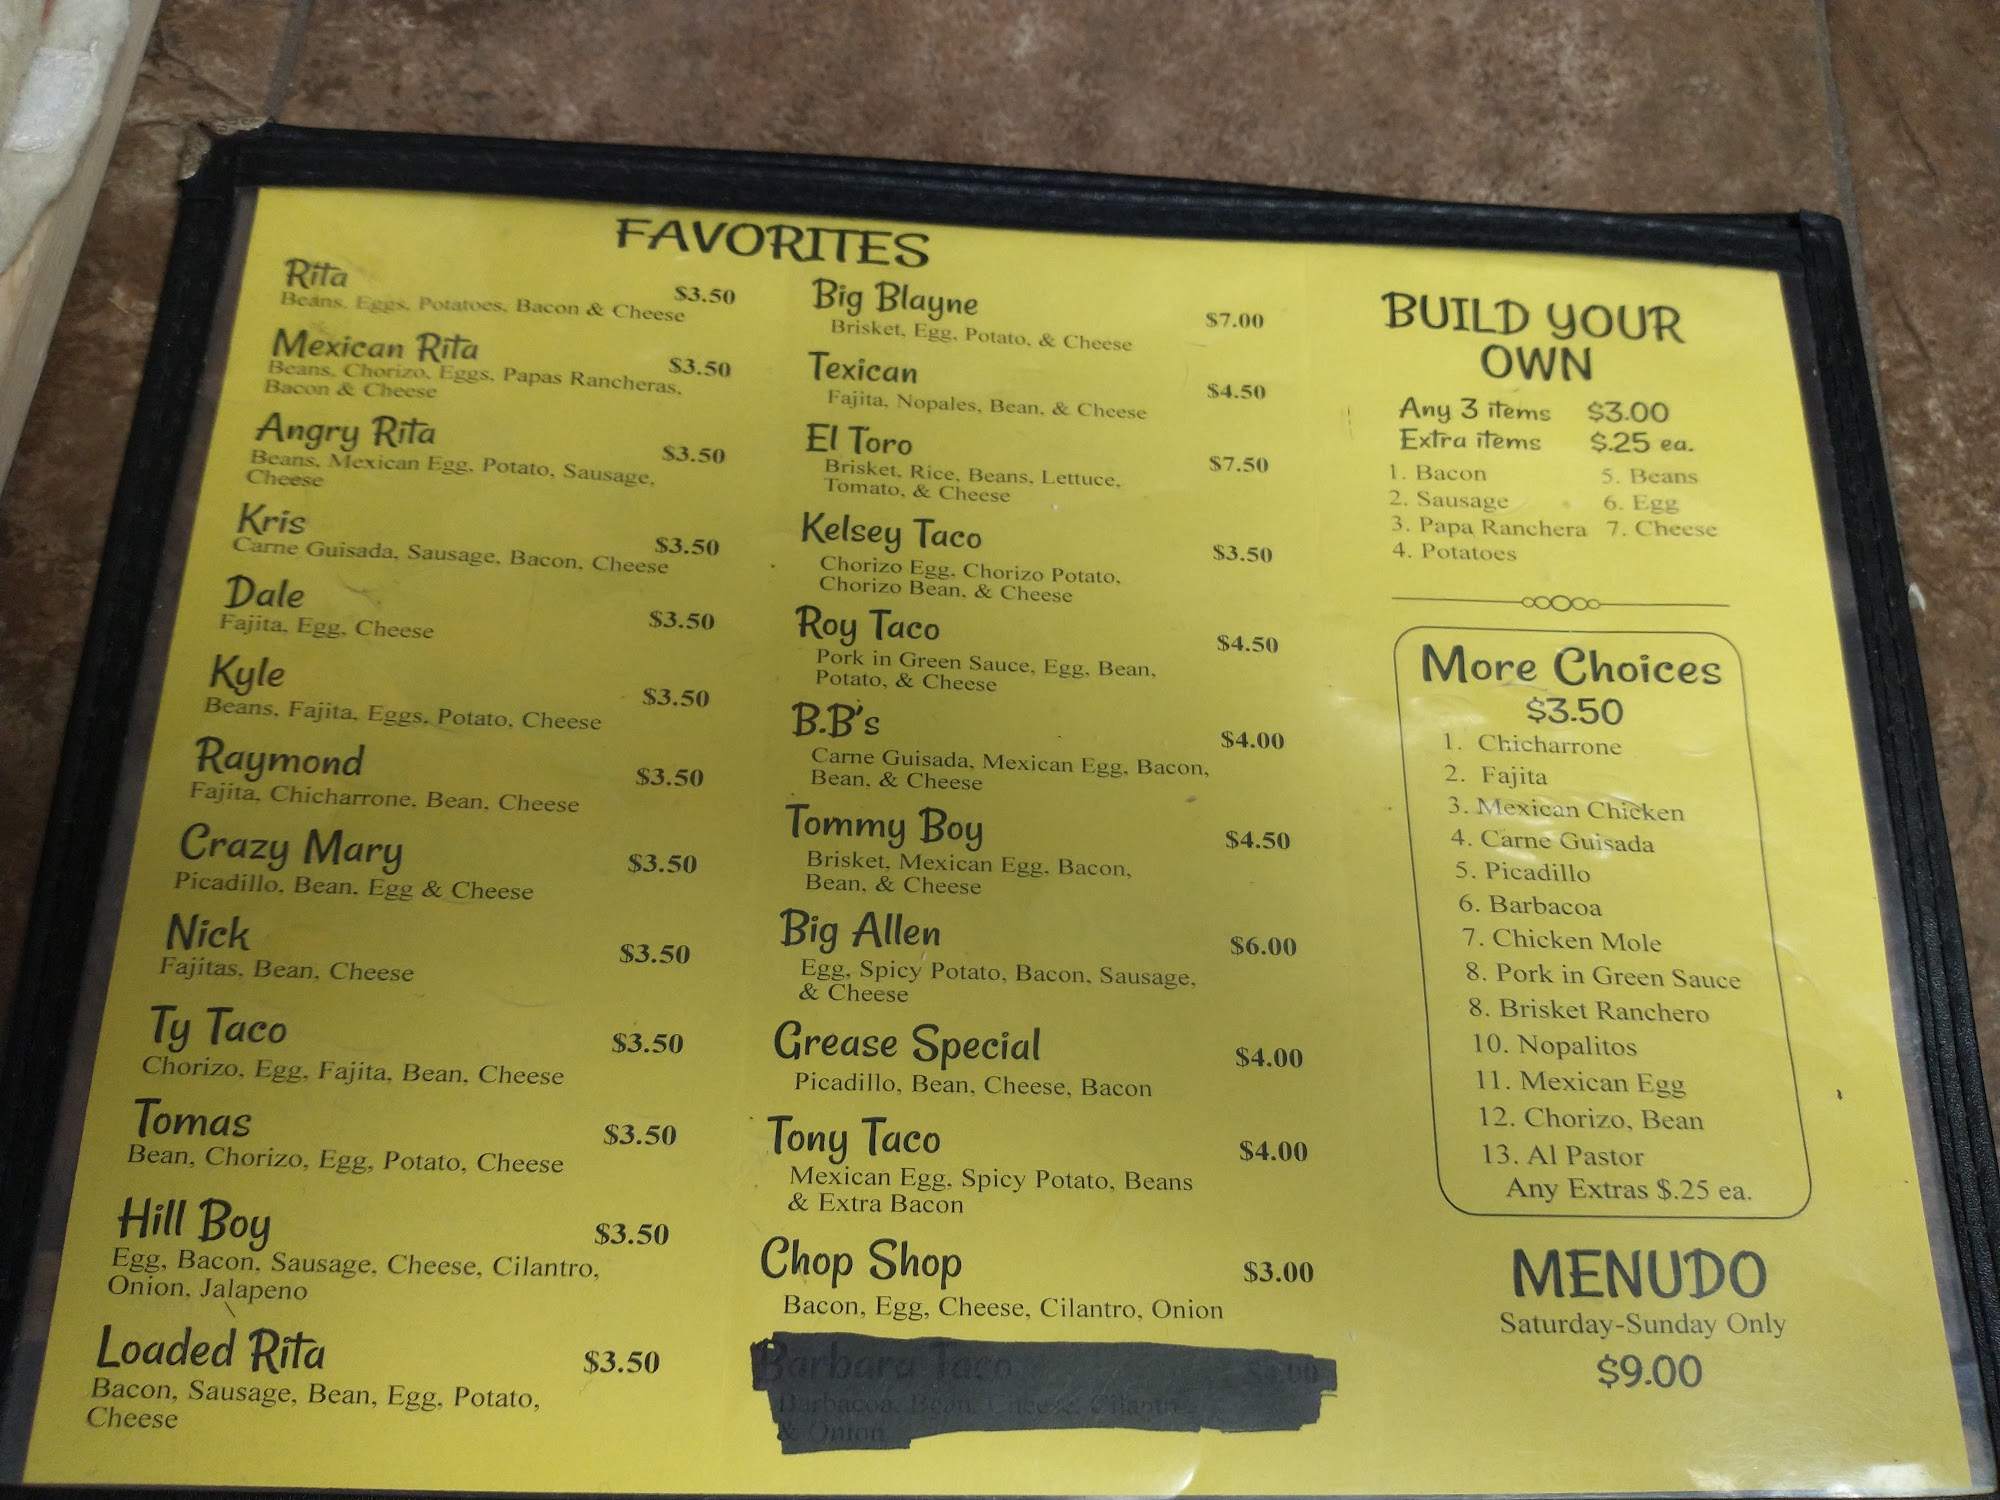 FAVORITES
Rita $3.50
Beans, Eggs, Potatoes, Bacon & Cheese
Mexican Rita $3.50
Beans, Chorizo, Eggs, Papas Rancheras,
Bacon & Cheese
Angry Rita $3.50
Beans, Mexican Egg, Potato, Sausage,
Cheese
Kris $3.50
Carne Guisada, Sausage, Bacon, Cheese
Dale $3.50
Fajita, Egg, Cheese
Kyle $3.50
Beans, Fajita, Eggs, Potato, Cheese
Raymond $3.50
Fajita, Chicharrone, Bean, Cheese
Crazy Mary $3.50
Picadillo, Bean, Egg & Cheese
Nick $3.50
Fajitas, Bean, Cheese
Ty Taco $3.50
Chorizo, Egg, Fajita, Bean, Cheese
Tomas $3.50
Bean, Chorizo, Egg, Potato, Cheese
Hill Boy $3.50
Egg, Bacon, Sausage, Cheese, Cilantro,
Onion, Jalapeno
Loaded Rita $3.50
Bacon, Sausage, Bean, Egg, Potato,
Cheese
Big Blayne $7.00
Brisket, Egg, Potato, & Cheese
Texican $4.50
Fajita, Nopales, Bean, & Cheese
El Toro $7.50
Brisket, Rice, Beans, Lettuce,
Tomato, & Cheese
Kelsey Taco $3.50
Chorizo Egg, Chorizo Potato,
Chorizo Bean, & Cheese
Roy Taco $4.50
Pork in Green Sauce, Egg, Bean,
Potato, & Cheese
B.B's $4.00
Carne Guisada, Mexican Egg, Bacon,
Bean, & Cheese
Tommy Boy $4.50
Brisket, Mexican Egg, Bacon,
Bean, & Cheese
Big Allen $6.00
Egg, Spicy Potato, Bacon, Sausage,
& Cheese
Grease Special $4.00
Picadillo, Bean, Cheese, Bacon
Tony Taco $4.00
Mexican Egg, Spicy Potato, Beans
& Extra Bacon
Chop Shop $3.00
Bacon, Egg, Cheese, Cilantro, Onion
Barbara Taco
Barbacoa, Bean, Cheese, Cilantro
& Onion
BUILD YOUR
OWN
Any 3 items $3.00
Extra items $.25 ea.
1. Bacon 5. Beans
2. Sausage 6. Egg
3. Papa Ranchera 7. Cheese
4. Potatoes
More Choices
$3.50
1. Chicharrone
2. Fajita
3. Mexican Chicken
4. Carne Guisada
5. Picadillo
6. Barbacoa
7. Chicken Mole
8. Pork in Green Sauce
8. Brisket Ranchero
10. Nopalitos
11. Mexican Egg
12. Chorizo, Bean
13. Al Pastor
Any Extras $.25 ea.
MENUDO
Saturday-Sunday Only
$9.00